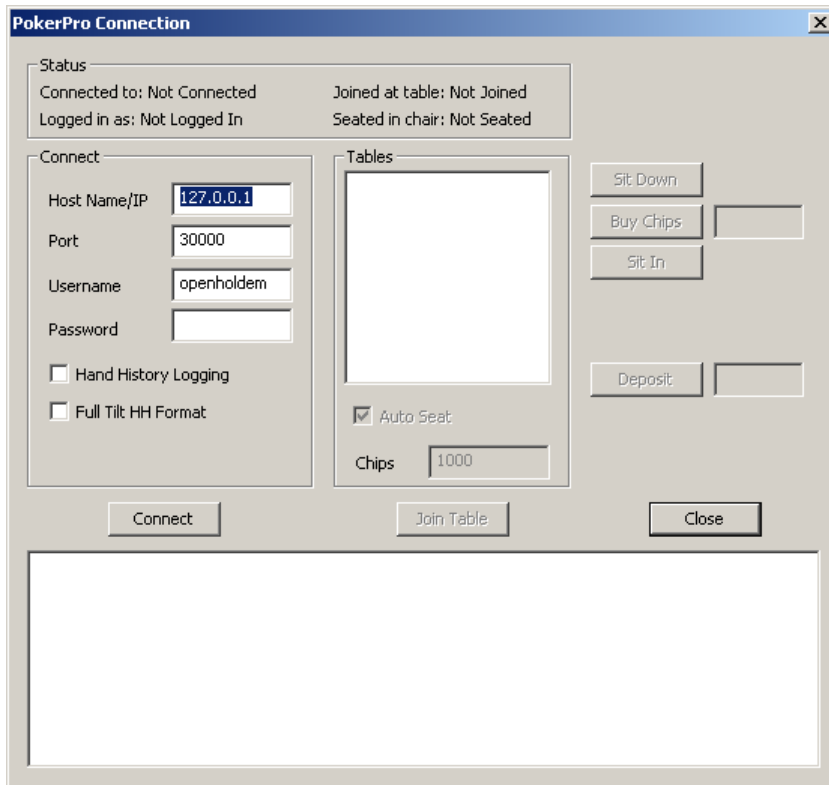 PokerPro Connection
Status
Connected to: Not Connected
Joined at table: Not Joined
Logged in as: Not Logged In
Seated in chair: Not Seated
Connect
Host Name/IP
127.0.0.1
Port
30000
Username
openholdem
Password
Hand History Logging
Full Tilt HH Format
Tables
Auto Seat
Chips
1000
Sit Down
Buy Chips
Sit In
Deposit
Connect
Join Table
Close